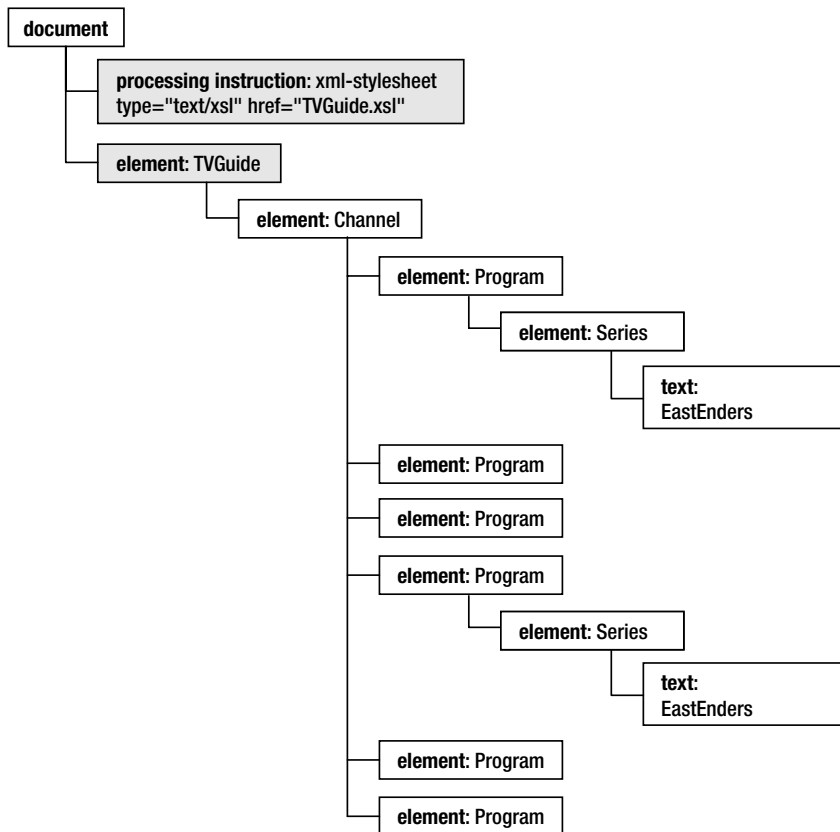 document
processing instruction: xml-stylesheet
type="text/xsl" href="TVGuide.xsl"
element: TVGuide
element: Channel
element: Program
element: Series
text:
EastEnders
element: Program
element: Program
element: Program
element: Series
text:
EastEnders
element: Program
element: Program